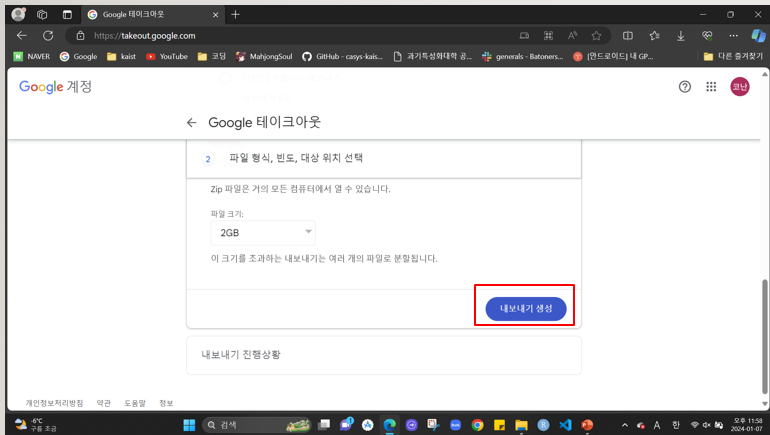 Google 테이크아웃
https://takeout.google.com
NAVER Google kaist YouTube 코딩 MahjongSoul GitHub - casys-kais... 과기특성화대학 공... generals - Batoners... [안드로이드] 내 GP... 다른 즐겨찾기
Google 계정
코난
Google 테이크아웃
2 파일 형식, 빈도, 대상 위치 선택
Zip 파일은 거의 모든 컴퓨터에서 열 수 있습니다.
파일 크기:
2GB
이 크기를 초과하는 내보내기는 여러 개의 파일로 분할됩니다.
내보내기 생성
내보내기 진행상황
개인정보처리방침 약관 도움말 정보
-6°C
구름 조금
검색
A 한
오후 11:58
2024-01-07